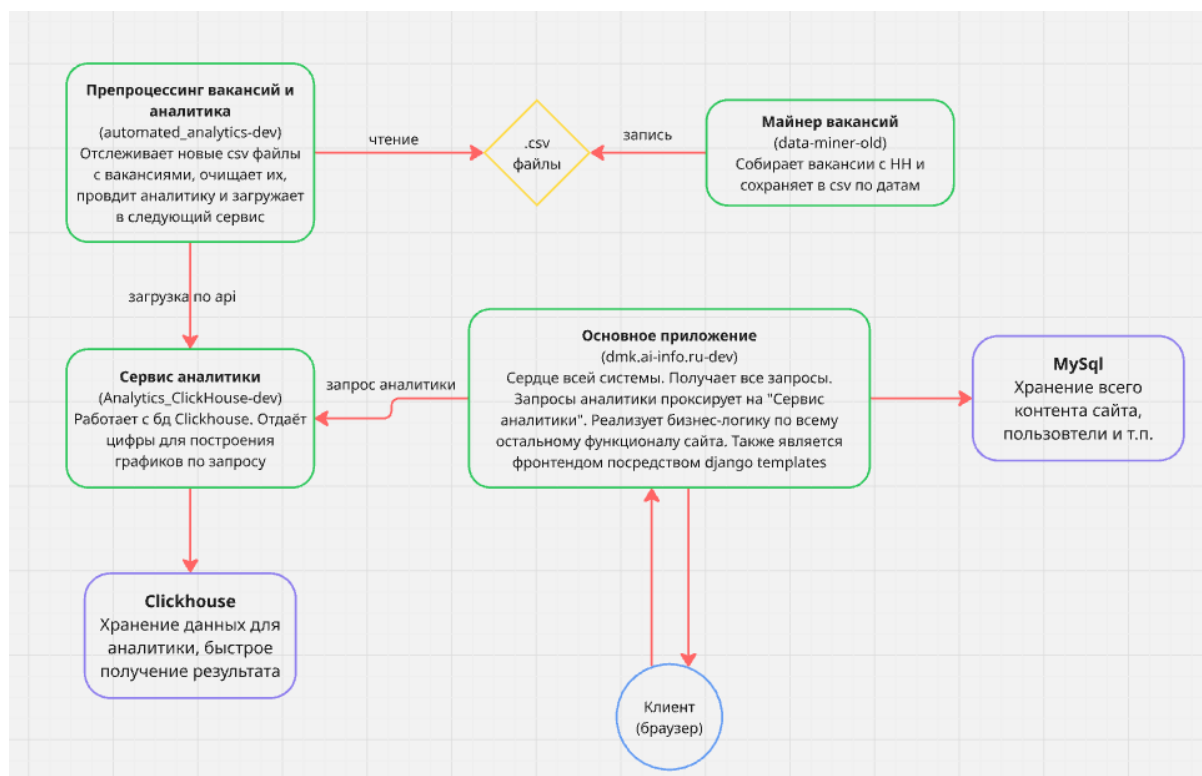 Препроцессинг вакансий и
аналитика
(automated_analytics-dev)
Отслеживает новые csv файлы
с вакансиями, очищает их,
провдит аналитику и загружает
в следующий сервис
чтение
.csv
файлы
запись
Майнер вакансий
(data-miner-old)
Собирает вакансии с HH и
сохраняет в csv по датам
загрузка по api
Сервис аналитики
(Analytics_ClickHouse-dev)
Работает с бд Clickhouse. Отдаёт
цифры для построения
графиков по запросу
запрос аналитики
Основное приложение
(dmk.ai-info.ru-dev)
Сердце всей системы. Получает все запросы.
Запросы аналитики проксирует на "Сервис
аналитики". Реализует бизнес-логику по всему
остальному функционалу сайта. Также является
фронтендом посредством django templates
MySql
Хранение всего
контента сайта,
пользовтели и т.п.
Clickhouse
Хранение данных для
аналитики, быстрое
получение результата
Клиент
(браузер)